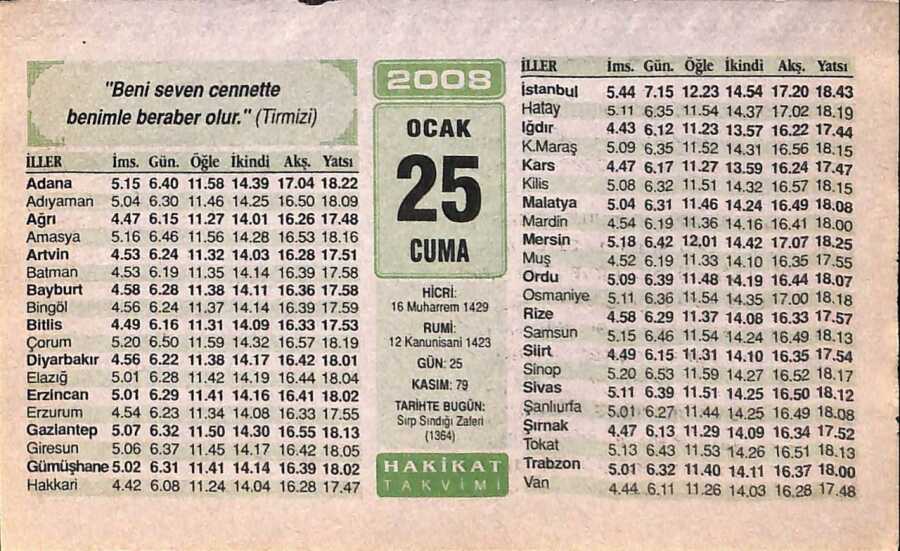 "Beni seven cennette
benimle beraber olur." (Tirmizi)
İLLER İms. Gün. Öğle İkindi Akş. Yatsı
Adana 5.15 6.40 11.58 14.39 17.04 18.22
Adıyaman 5.04 6.30 11.46 14.25 16.50 18.09
Ağrı 4.47 6.15 11.27 14.01 16.26 17.48
Amasya 5.16 6.46 11.56 14.28 16.53 18.16
Artvin 4.53 6.24 11.32 14.03 16.28 17.51
Batman 4.53 6.19 11.35 14.14 16.39 17.58
Bayburt 4.58 6.28 11.38 14.11 16.36 17.58
Bingöl 4.56 6.24 11.37 14.14 16.39 17.59
Bitlis 4.49 6.16 11.31 14.09 16.33 17.53
Çorum 5.20 6.50 11.59 14.32 16.57 18.19
Diyarbakır 4.56 6.22 11.38 14.17 16.42 18.01
Elazığ 5.01 6.28 11.42 14.19 16.44 18.04
Erzincan 5.01 6.29 11.41 14.16 16.41 18.02
Erzurum 4.54 6.23 11.34 14.08 16.33 17.55
Gaziantep 5.07 6.32 11.50 14.30 16.55 18.13
Giresun 5.06 6.37 11.45 14.17 16.42 18.05
Gümüşhane 5.02 6.31 11.41 14.14 16.39 18.02
Hakkari 4.42 6.08 11.24 14.04 16.28 17.47
2008
OCAK
25
CUMA
HİCRİ:
16 Muharrem 1429
RUMİ:
12 Kanunisani 1423
GÜN: 25
KASIM: 79
TARİHTE BUGÜN:
Sırp Sındığı Zaferi
(1364)
HAKİKAT
TAKVİMİ
İLLER İms. Gün. Öğle İkindi Akş. Yatsı
İstanbul 5.44 7.15 12.23 14.54 17.20 18.43
Hatay 5.11 6.35 11.54 14.37 17.02 18.19
Iğdır 4.43 6.12 11.23 13.57 16.22 17.44
K.Maraş 5.09 6.35 11.52 14.31 16.56 18.15
Kars 4.47 6.17 11.27 13.59 16.24 17.47
Kilis 5.08 6.32 11.51 14.32 16.57 18.15
Malatya 5.04 6.31 11.46 14.24 16.49 18.08
Mardin 4.54 6.19 11.36 14.16 16.41 18.00
Mersin 5.18 6.42 12.01 14.42 17.07 18.25
Muş 4.52 6.19 11.33 14.10 16.35 17.55
Ordu 5.09 6.39 11.48 14.19 16.44 18.07
Osmaniye 5.11 6.36 11.54 14.35 17.00 18.18
Rize 4.58 6.29 11.37 14.08 16.33 17.57
Samsun 5.15 6.46 11.54 14.24 16.49 18.13
Siirt 4.49 6.15 11.31 14.10 16.35 17.54
Sinop 5.20 6.53 11.59 14.27 16.52 18.17
Sivas 5.11 6.39 11.51 14.25 16.50 18.12
Şanlıurfa 5.01 6.27 11.44 14.25 16.49 18.08
Şırnak 4.47 6.13 11.29 14.09 16.34 17.52
Tokat 5.13 6.43 11.53 14.26 16.51 18.13
Trabzon 5.01 6.32 11.40 14.11 16.37 18.00
Van 4.44 6.11 11.26 14.03 16.28 17.48